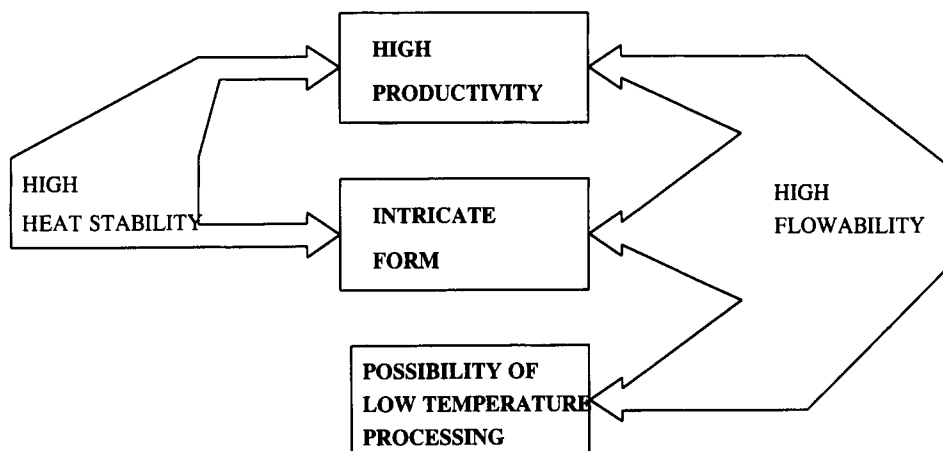 HIGH
PRODUCTIVITY
HIGH
HEAT STABILITY
INTRICATE
FORM
HIGH
FLOWABILITY
POSSIBILITY OF
LOW TEMPERATURE
PROCESSING